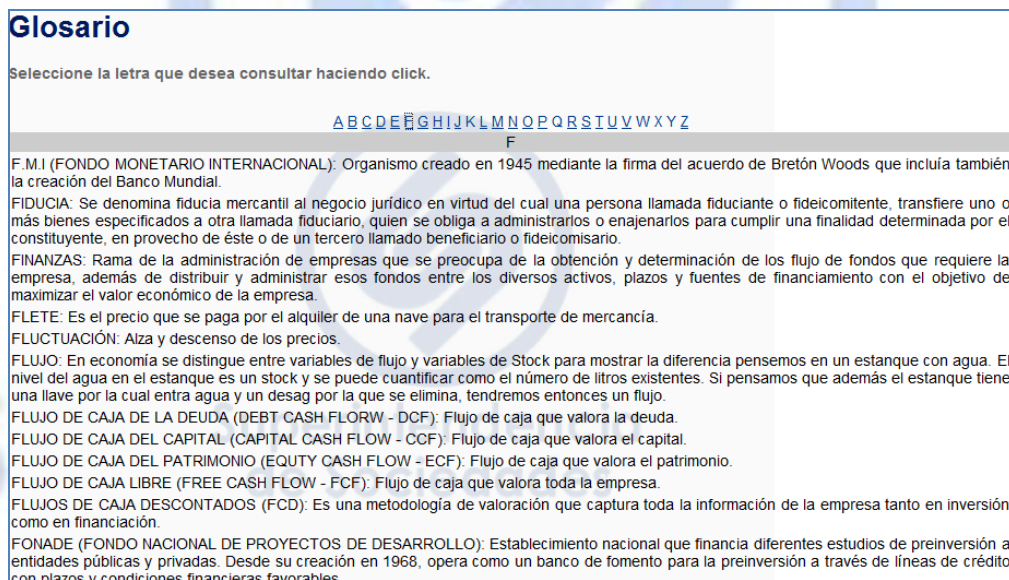 Glosario
Seleccione la letra que desea consultar haciendo click.
A B C D E F G H I J K L M N O P Q R S T U V W X Y Z
F
F.M.I (FONDO MONETARIO INTERNACIONAL): Organismo creado en 1945 mediante la firma del acuerdo de Bretón Woods que incluía también
la creación del Banco Mundial.
FIDUCIA: Se denomina fiducia mercantil al negocio jurídico en virtud del cual una persona llamada fiduciante o fideicomitente, transfiere uno o
más bienes especificados a otra llamada fiduciario, quien se obliga a administrarlos o enajenarlos para cumplir una finalidad determinada por el
constituyente, en provecho de éste o de un tercero llamado beneficiario o fideicomisario.
FINANZAS: Rama de la administración de empresas que se preocupa de la obtención y determinación de los flujo de fondos que requiere la
empresa, además de distribuir y administrar esos fondos entre los diversos activos, plazos y fuentes de financiamiento con el objetivo de
maximizar el valor económico de la empresa.
FLETE: Es el precio que se paga por el alquiler de una nave para el transporte de mercancía.
FLUCTUACIÓN: Alza y descenso de los precios.
FLUJO: En economía se distingue entre variables de flujo y variables de Stock para mostrar la diferencia pensemos en un estanque con agua. El
nivel del agua en el estanque es un stock y se puede cuantificar como el número de litros existentes. Si pensamos que además el estanque tiene
una llave por la cual entra agua y un desag por la que se elimina, tendremos entonces un flujo.
FLUJO DE CAJA DE LA DEUDA (DEBT CASH FLORW - DCF): Flujo de caja que valora la deuda.
FLUJO DE CAJA DEL CAPITAL (CAPITAL CASH FLOW - CCF): Flujo de caja que valora el capital.
FLUJO DE CAJA DEL PATRIMONIO (EQUTY CASH FLOW - ECF): Flujo de caja que valora el patrimonio.
FLUJO DE CAJA LIBRE (FREE CASH FLOW - FCF): Flujo de caja que valora toda la empresa.
FLUJOS DE CAJA DESCONTADOS (FCD): Es una metodología de valoración que captura toda la información de la empresa tanto en inversión
como en financiación.
FONADE (FONDO NACIONAL DE PROYECTOS DE DESARROLLO): Establecimiento nacional que financia diferentes estudios de preinversión a
entidades públicas y privadas. Desde su creación en 1968, opera como un banco de fomento para la preinversión a través de líneas de crédito
con plazos y condiciones financieras favorables.
Superintendencia
de Sociedades